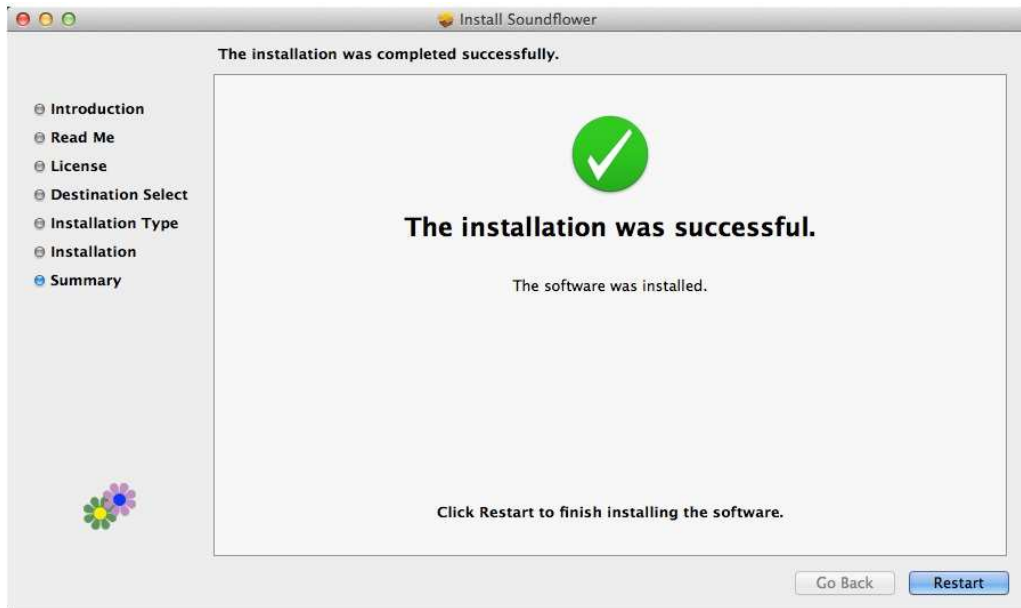 Install Soundflower
The installation was completed successfully.
Introduction
Read Me
License
Destination Select
Installation Type
Installation
Summary
The installation was successful.
The software was installed.
Click Restart to finish installing the software.
Go Back
Restart